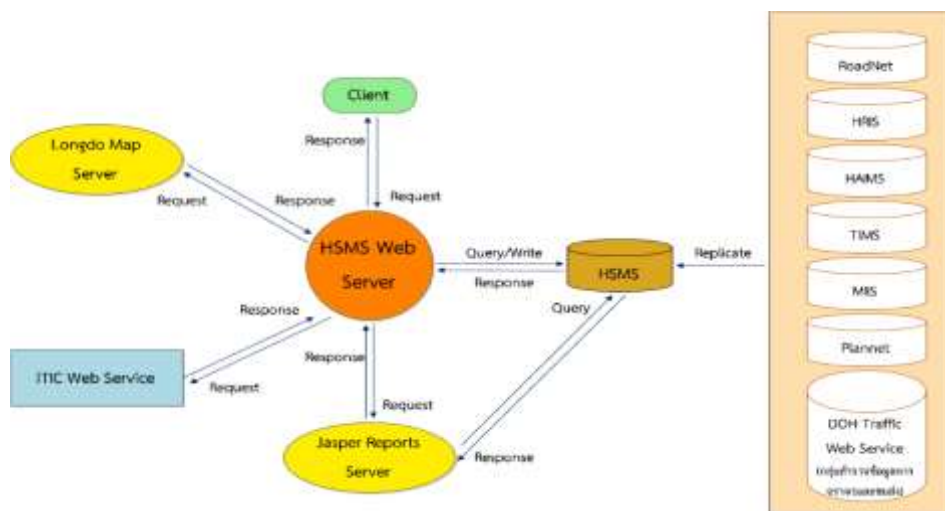 RoadNet
Client
HRIS
Response
Longdo Map
Server
Request
Response
Request
HAIMS
HSMS Web
Server
Query/Write
Response
HSMS
Replicate
TIMS
MIIS
Query
Response
Request
ITIC Web Service
Response
Request
Plannet
Jasper Reports
Server
Response
DOH Traffic
Web Service